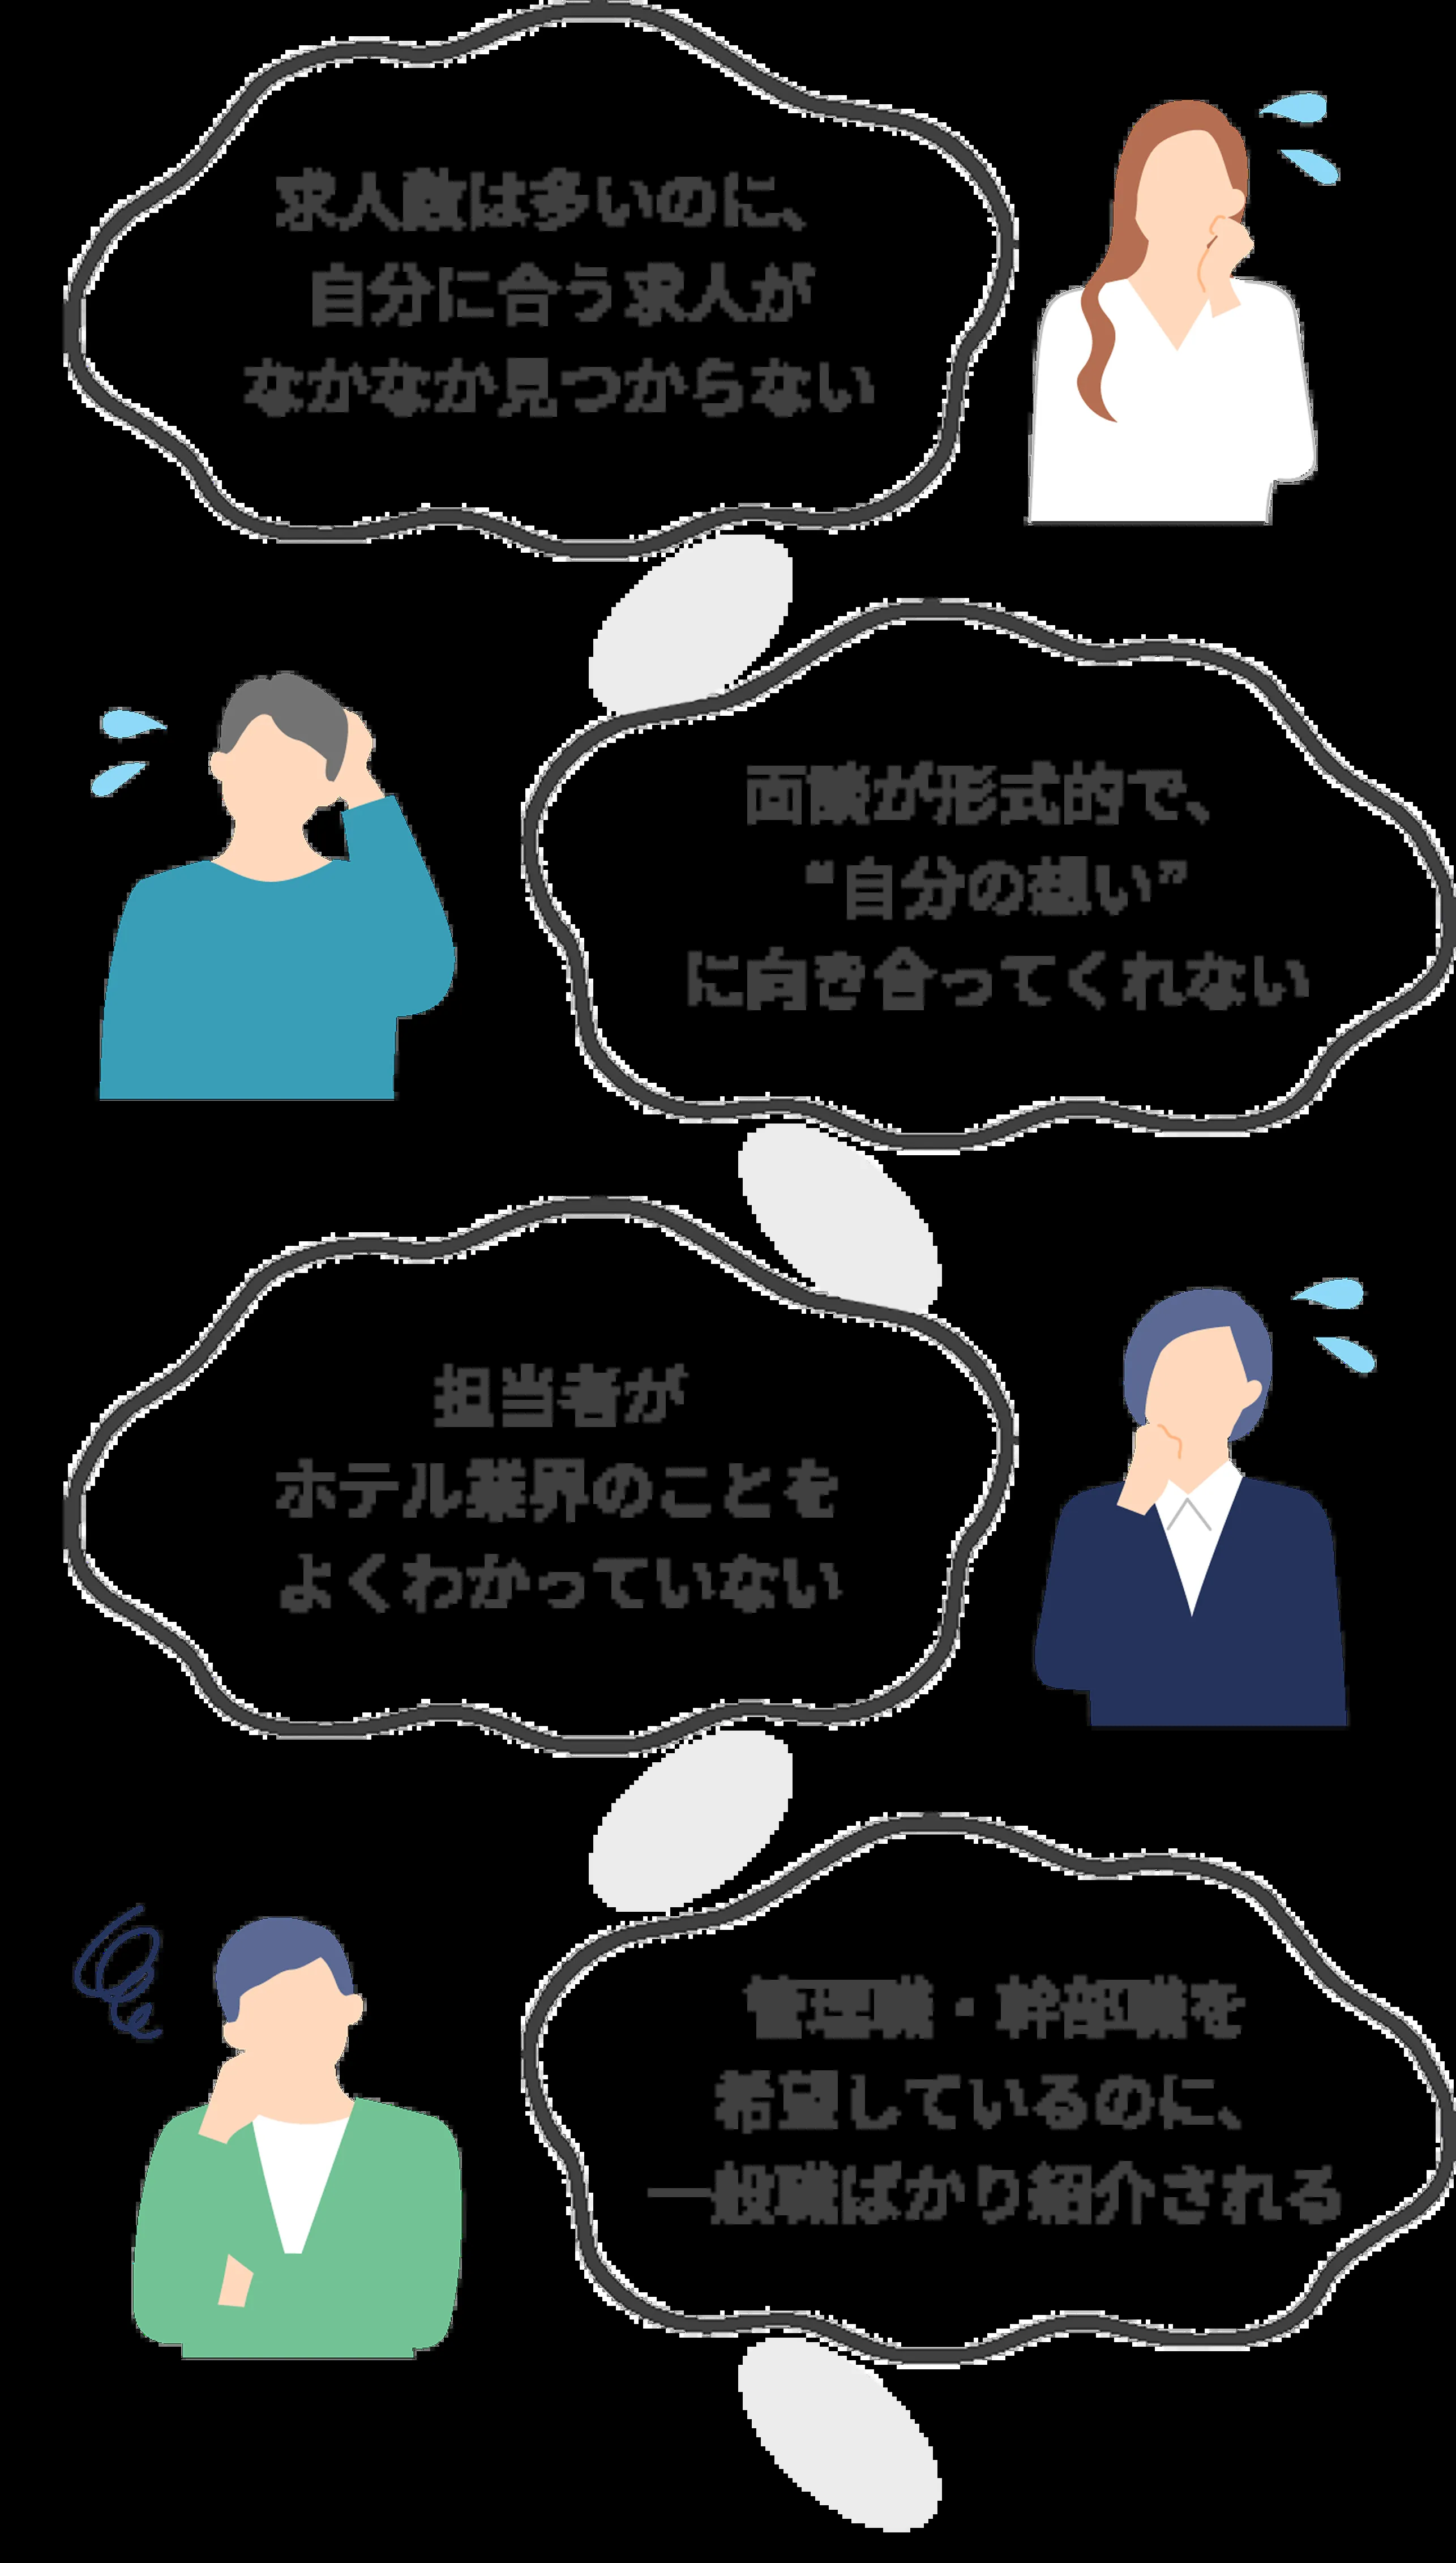 求人数は多いのに、
自分に合う求人が
なかなか見つからない
面談が形式的で、
“自分の想い”
に向き合ってくれない
担当者が
ホテル業界のことを
よくわかっていない
管理職・幹部職を
希望しているのに、
一般職ばかり紹介される